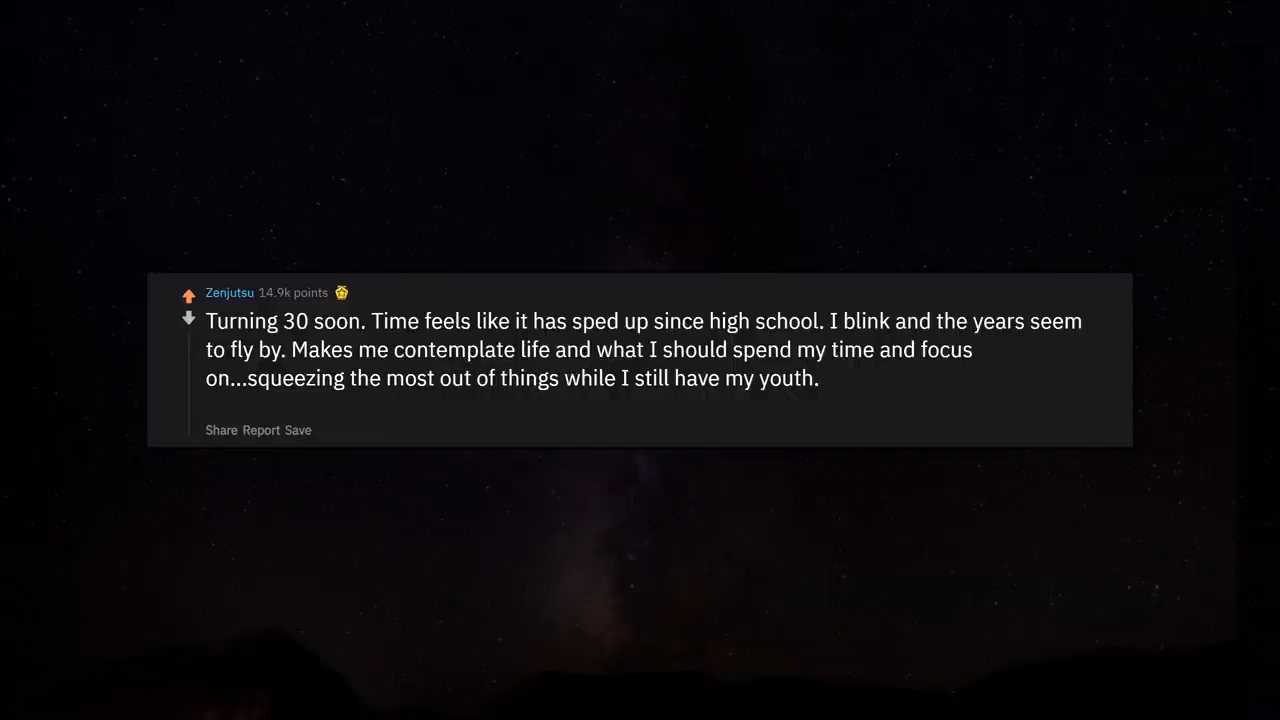 Zenjutsu 14.9k points
Turning 30 soon. Time feels like it has sped up since high school. I blink and the years seem
to fly by. Makes me contemplate life and what I should spend my time and focus
on...squeezing the most out of things while I still have my youth.
Share Report Save